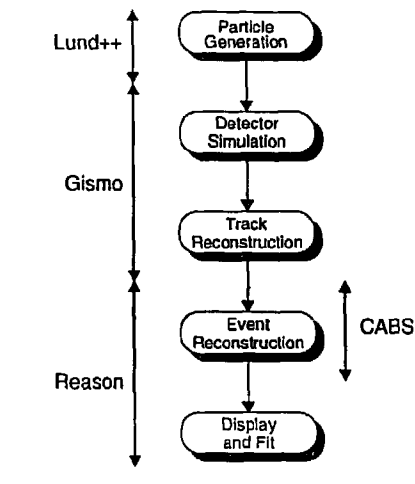 Particle
Generation
Lund++
Detector
Simulation
Gismo
Track
Reconstruction
Event
Reconstruction
CABS
Reason
Display
and Fit